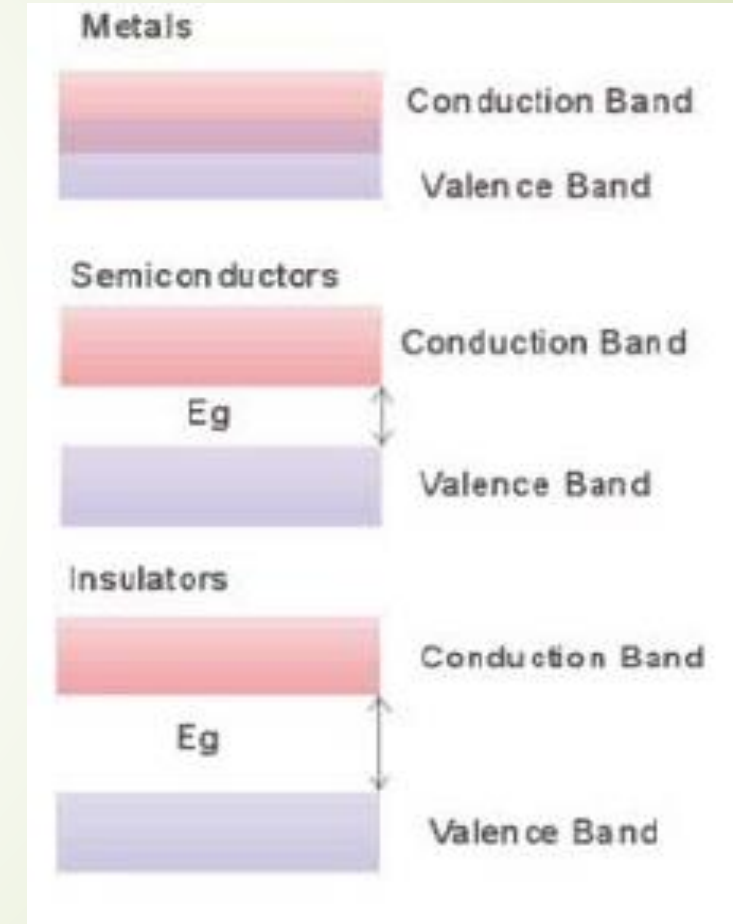 Metals
Conduction Band
Valence Band
Semiconductors
Conduction Band
Eg
Valence Band
Insulators
Conduction Band
Eg
Valence Band